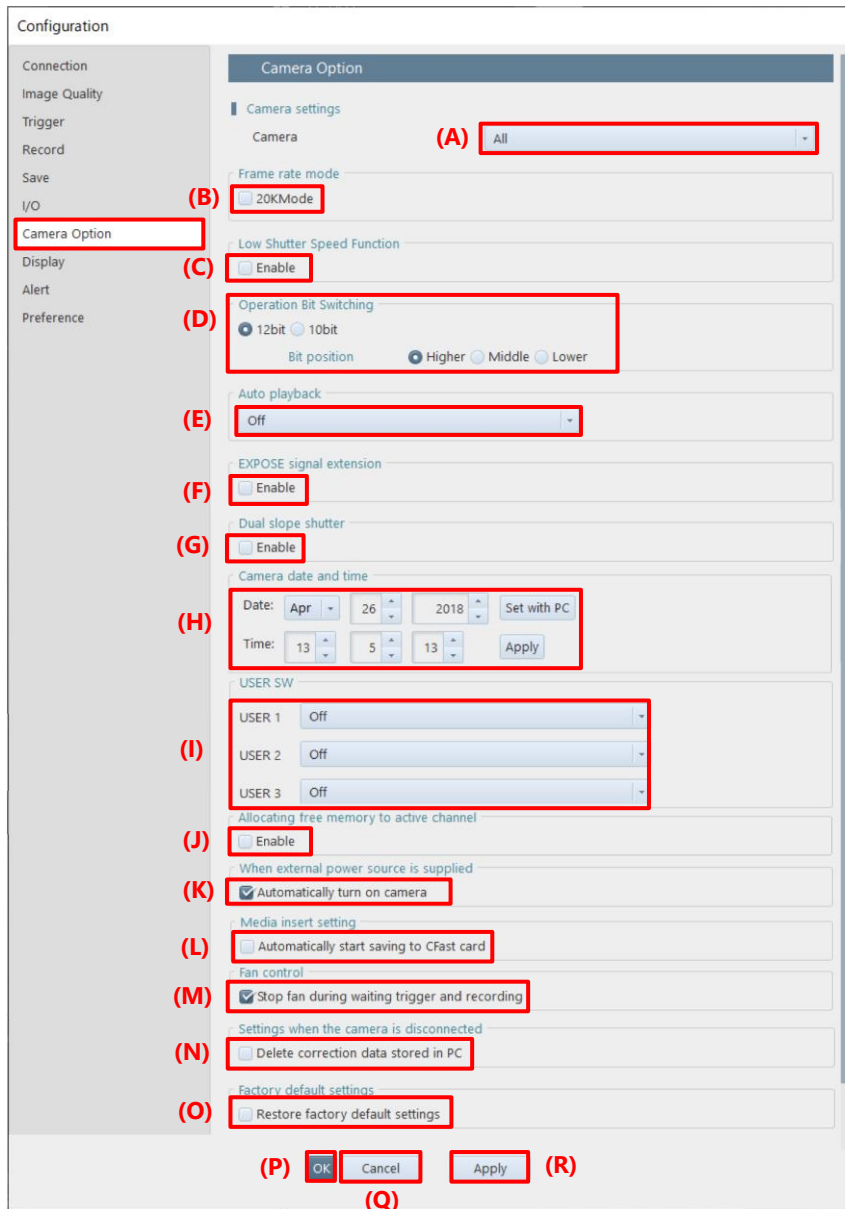 Configuration
Connection
Image Quality
Trigger
Record
Save
I/O
Camera Option
Display
Alert
Preference
Camera Option
Camera settings
Camera (A) All
Frame rate mode
(B) 20KMode
Low Shutter Speed Function
(C) Enable
Operation Bit Switching
(D) 12bit 10bit
Bit position Higher Middle Lower
Auto playback
(E) Off
EXPOSE signal extension
(F) Enable
Dual slope shutter
(G) Enable
Camera date and time
(H) Date: Apr 26 2018 Set with PC
Time: 13 5 13 Apply
USER SW
USER 1 Off
(I) USER 2 Off
USER 3 Off
Allocating free memory to active channel
(J) Enable
When external power source is supplied
(K) Automatically turn on camera
Media insert setting
(L) Automatically start saving to CFast card
Fan control
(M) Stop fan during waiting trigger and recording
Settings when the camera is disconnected
(N) Delete correction data stored in PC
Factory default settings
(O) Restore factory default settings
(P) OK Cancel Apply (R)
(Q)